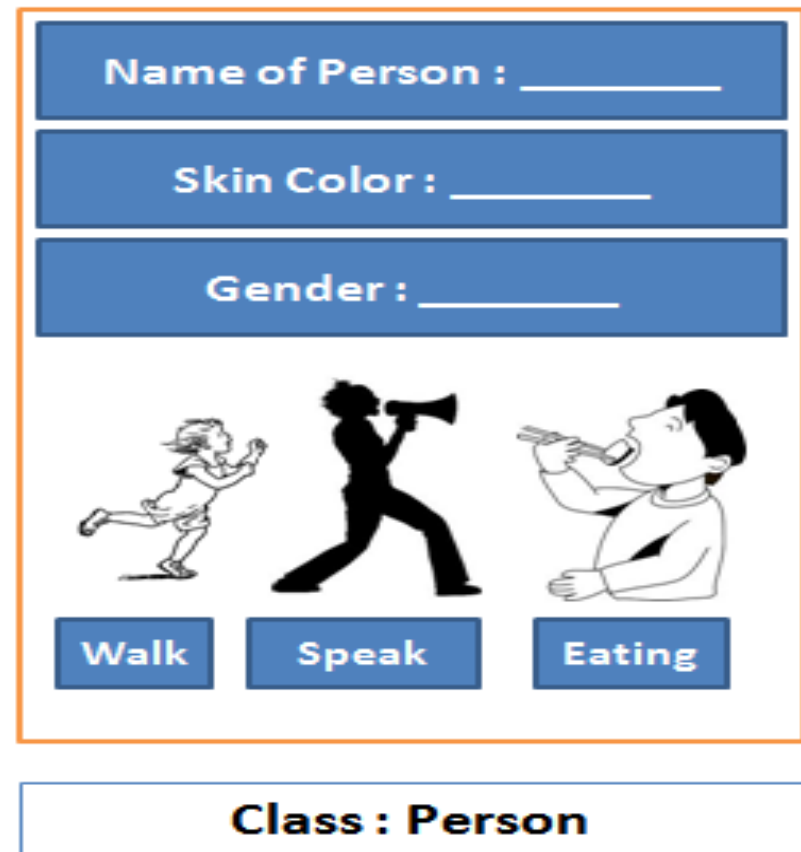 Name of Person : ________
Skin Color : ________
Gender : ________
Walk Speak Eating
Class : Person